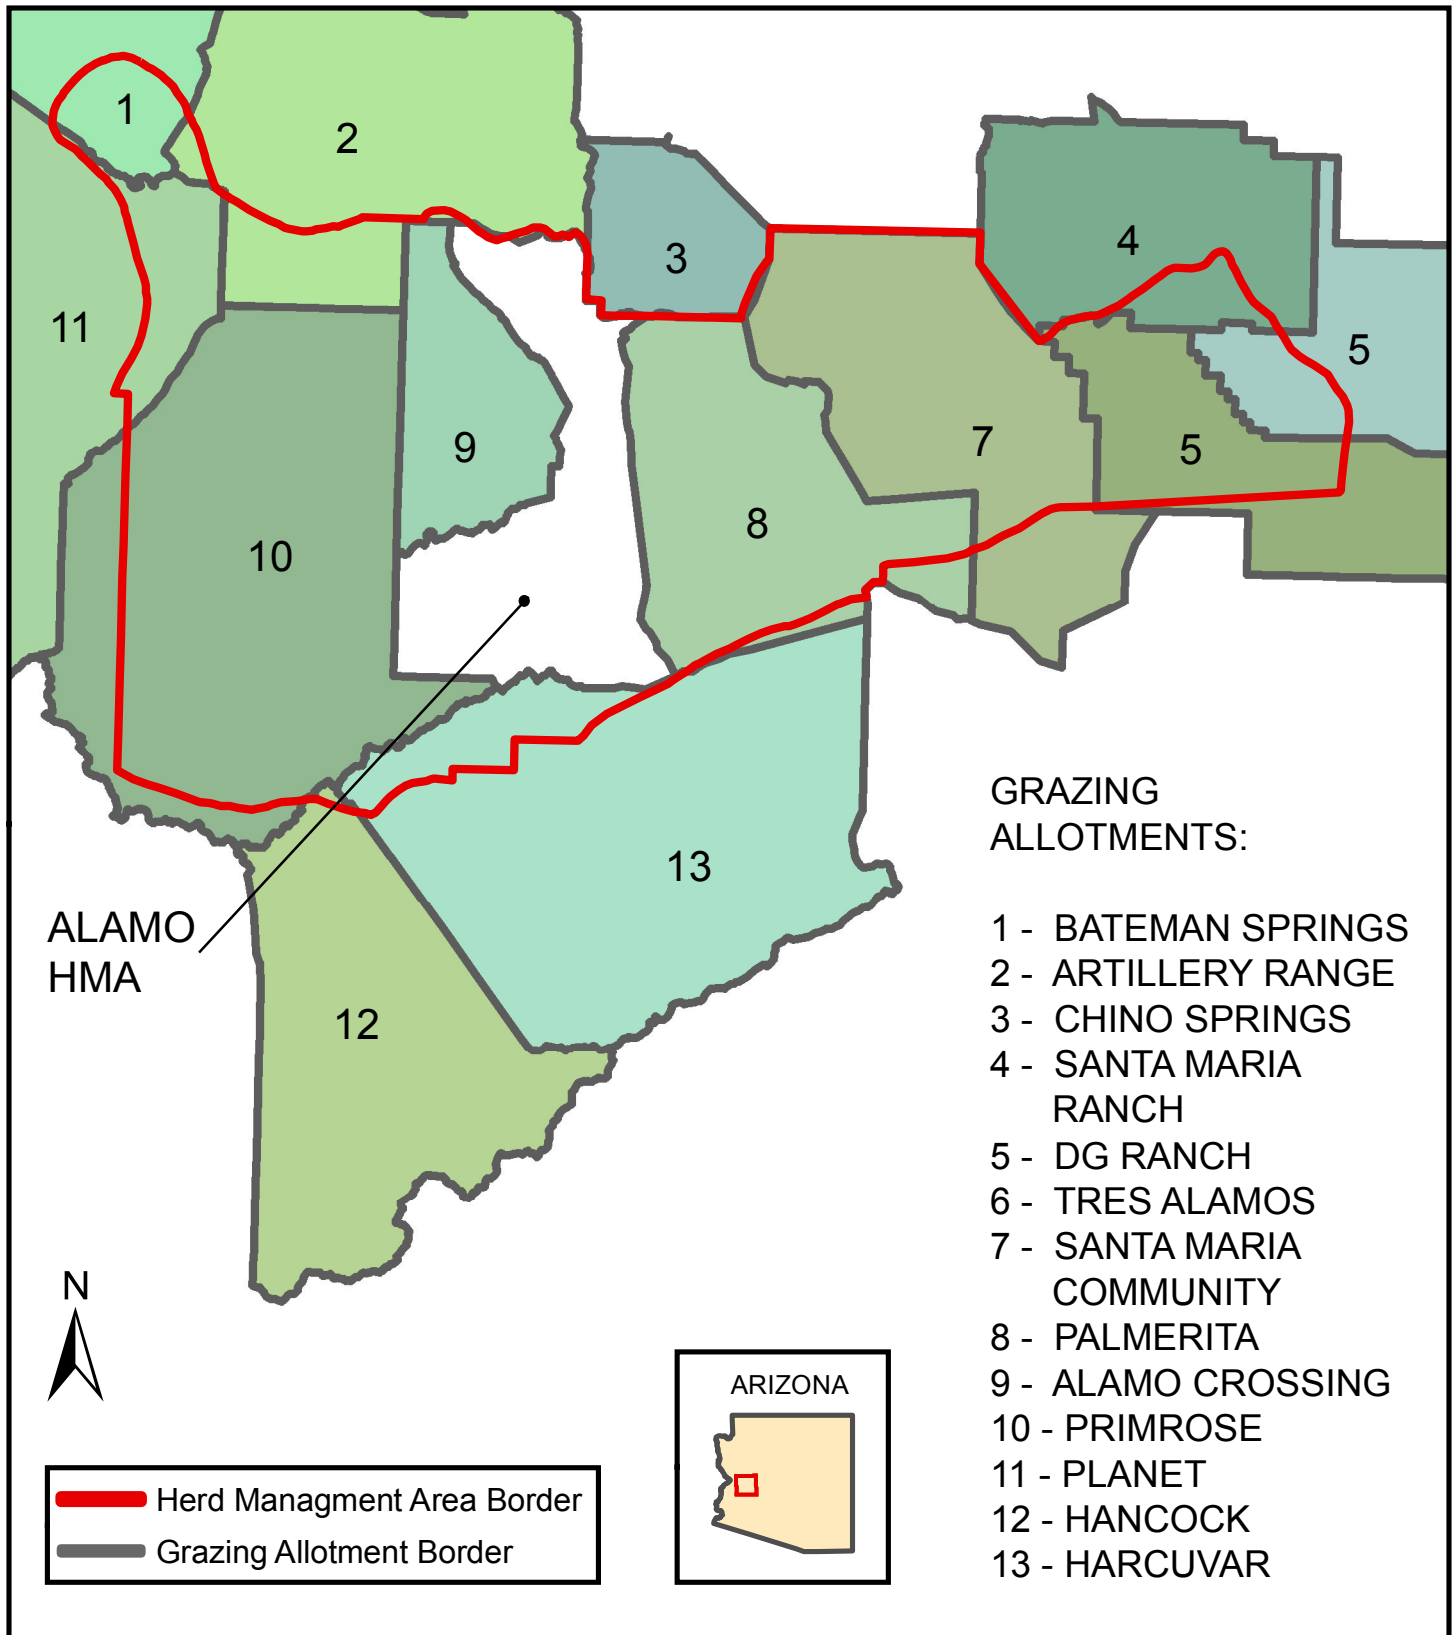 1
2
3
4
5
11
7
9
5
8
10
13
12
ALAMO
HMA
GRAZING
ALLOTMENTS:
1 - BATEMAN SPRINGS
2 - ARTILLERY RANGE
3 - CHINO SPRINGS
4 - SANTA MARIA
RANCH
5 - DG RANCH
6 - TRES ALAMOS
7 - SANTA MARIA
COMMUNITY
8 - PALMERITA
9 - ALAMO CROSSING
10 - PRIMROSE
11 - PLANET
12 - HANCOCK
13 - HARCUVAR
N
ARIZONA
Herd Managment Area Border
Grazing Allotment Border